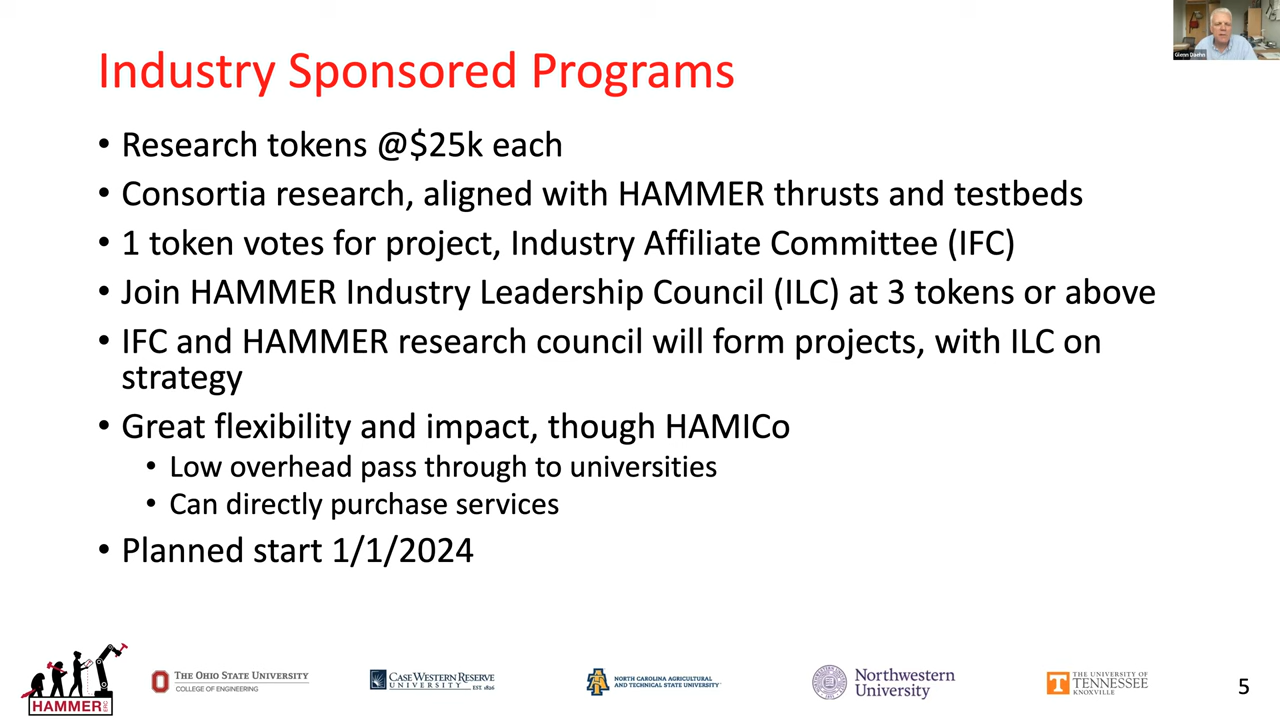 Glenn Daehn
Industry Sponsored Programs
• Research tokens @$25k each
• Consortia research, aligned with HAMMER thrusts and testbeds
• 1 token votes for project, Industry Affiliate Committee (IFC)
• Join HAMMER Industry Leadership Council (ILC) at 3 tokens or above
• IFC and HAMMER research council will form projects, with ILC on
strategy
• Great flexibility and impact, though HAMICo
• Low overhead pass through to universities
• Can directly purchase services
• Planned start 1/1/2024
HAMMER
ERC
THE OHIO STATE UNIVERSITY
COLLEGE OF ENGINEERING
CASE WESTERN RESERVE
UNIVERSITY EST. 1826
NORTH CAROLINA AGRICULTURAL
AND TECHNICAL STATE UNIVERSITY
Northwestern
University
T
THE UNIVERSITY OF
TENNESSEE
KNOXVILLE
5